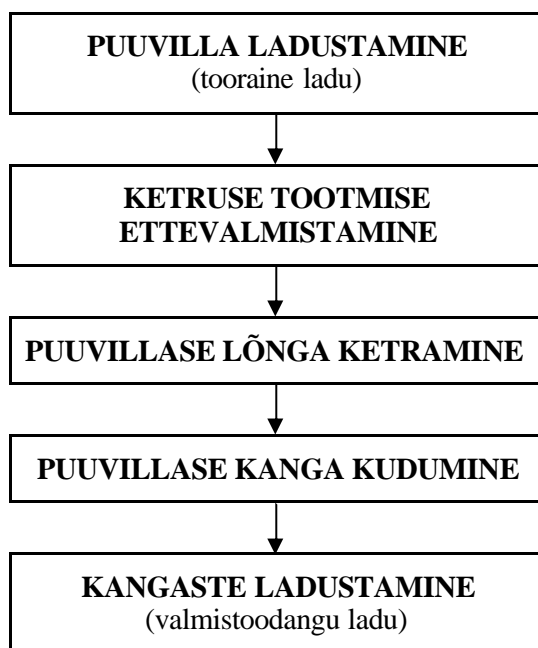 PUUVILLA LADUSTAMINE
(tooraine ladu)
KETRUSE TOOTMISE
ETTEVALMISTAMINE
PUUVILLASE LÕNGA KETRAMINE
PUUVILLASE KANGA KUDUMINE
KANGASTE LADUSTAMINE
(valmistoodangu ladu)